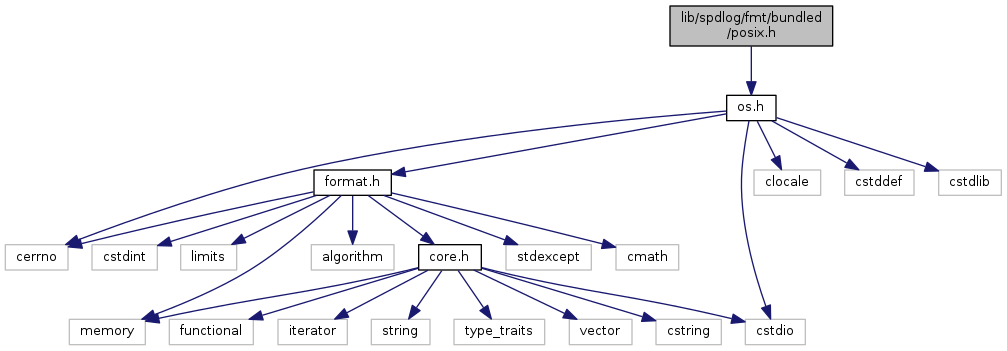 lib/spdlog/fmt/bundled
/posix.h
os.h
format.h
clocale
cstddef
cstdlib
cerrno
cstdint
limits
algorithm
core.h
stdexcept
cmath
memory
functional
iterator
string
type_traits
vector
cstring
cstdio